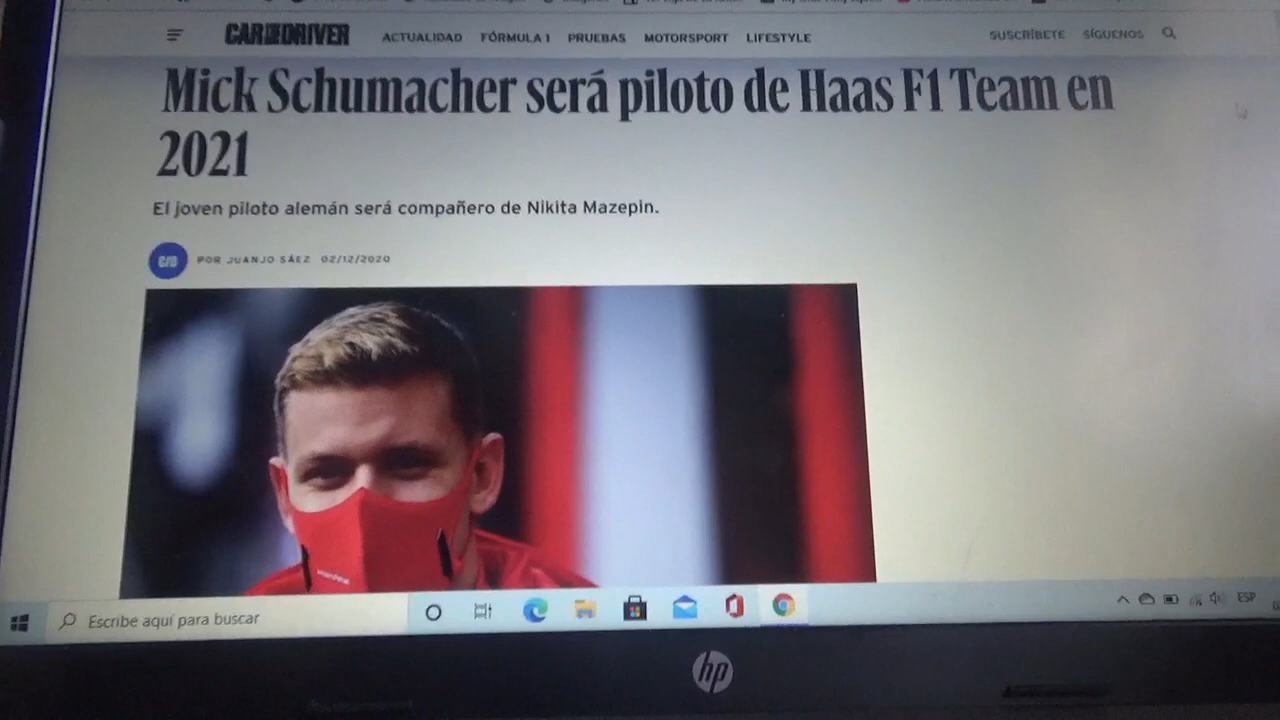 CAR AND DRIVER ACTUALIDAD FÓRMULA 1 PRUEBAS MOTORSPORT LIFESTYLE SUSCRÍBETE SÍGUENOS
Mick Schumacher será piloto de Haas F1 Team en
2021
El joven piloto alemán será compañero de Nikita Mazepin.
C/D POR JUANJO SÁEZ 02/12/2020
Escribe aquí para buscar
ESP
hp